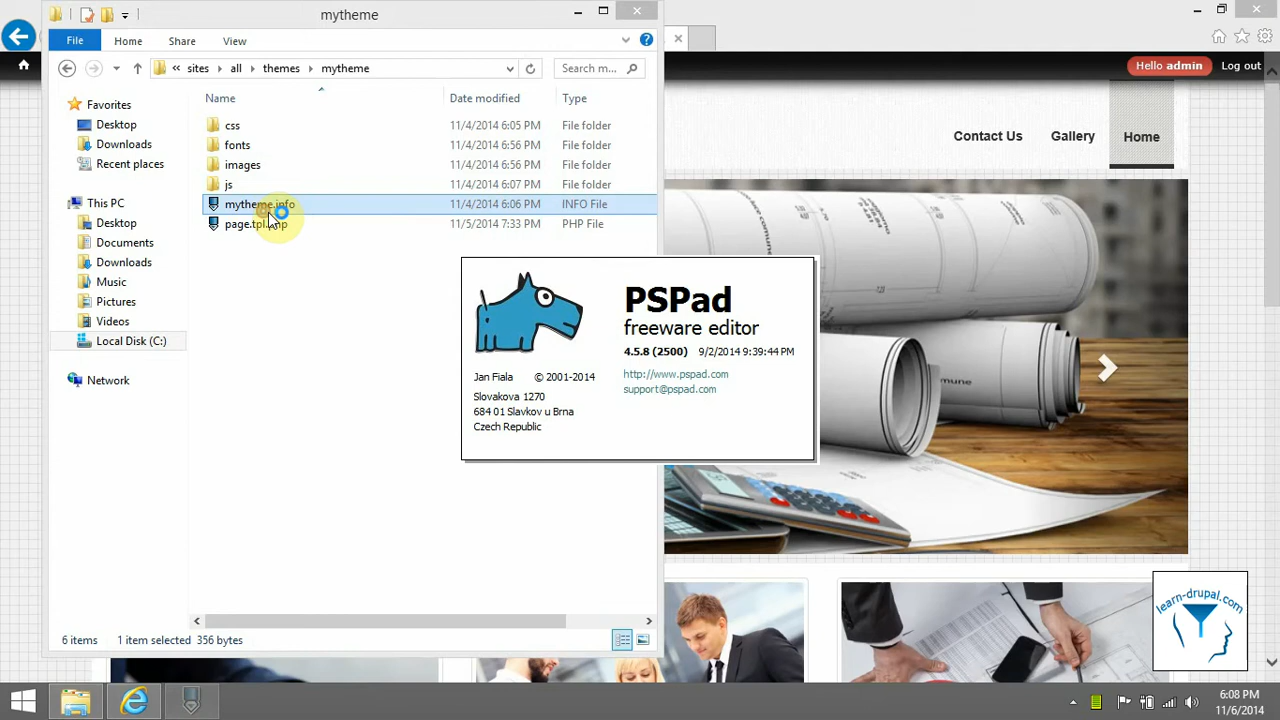 mytheme
File
Home
Share
View
«
sites
all
themes
mytheme
Search m...
Hello admin
Log out
Name
Date modified
Type
Favorites
Desktop
Downloads
Recent places
This PC
Desktop
Documents
Downloads
Music
Pictures
Videos
Local Disk (C:)
Network
css 11/4/2014 6:05 PM File folder
fonts 11/4/2014 6:56 PM File folder
images 11/4/2014 6:56 PM File folder
js 11/4/2014 6:07 PM File folder
mytheme.info 11/4/2014 6:06 PM INFO File
11/5/2014 7:33 PM PHP File
Contact Us
Gallery
Home
PSPad
freeware editor
4.5.8 (2500) 9/2/2014 9:39:44 PM
Jan Fiala © 2001-2014
http://www.pspad.com
support@pspad.com
Slovakova 1270
684 01 Slavkov u Brna
Czech Republic
learn-drupal.com
6 items 1 item selected 356 bytes
6:08 PM
11/6/2014